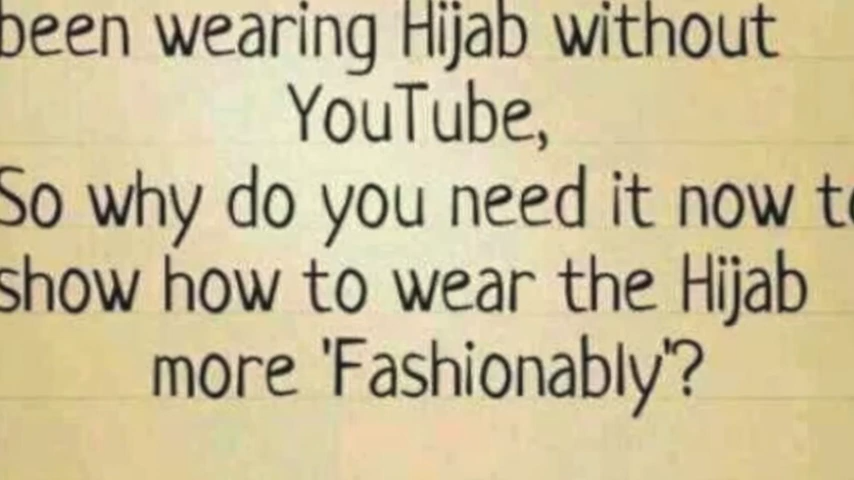 been wearing Hijab without
YouTube,
So why do you need it now to
show how to wear the Hijab
more 'Fashionably'?